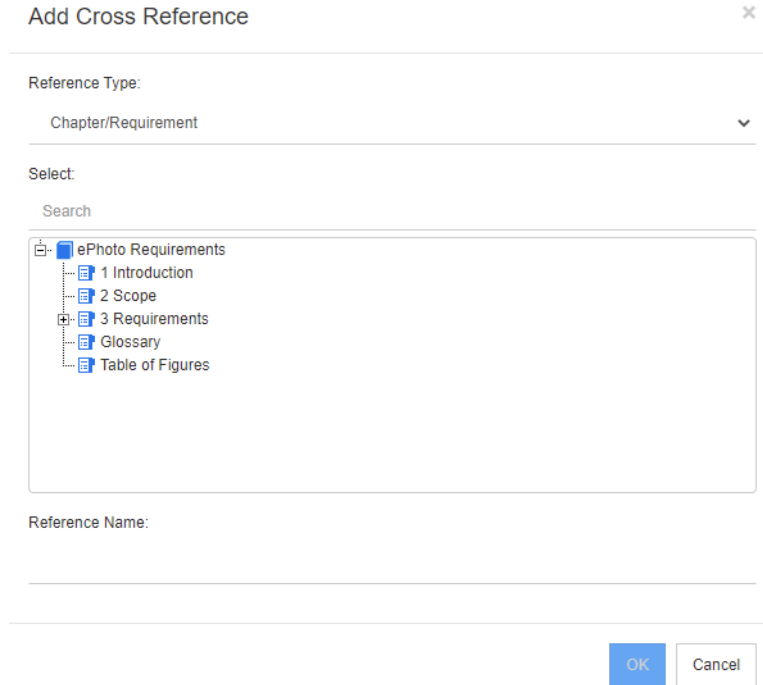 Add Cross Reference
Reference Type:
Chapter/Requirement
Select:
Search
ePhoto Requirements
1 Introduction
2 Scope
3 Requirements
Glossary
Table of Figures
Reference Name:
OK Cancel